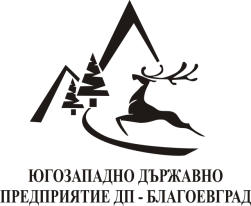 ЮГОЗАПАДНО ДЪРЖАВНО
ПРЕДПРИЯТИЕ ДП - БЛАГОЕВГРАД